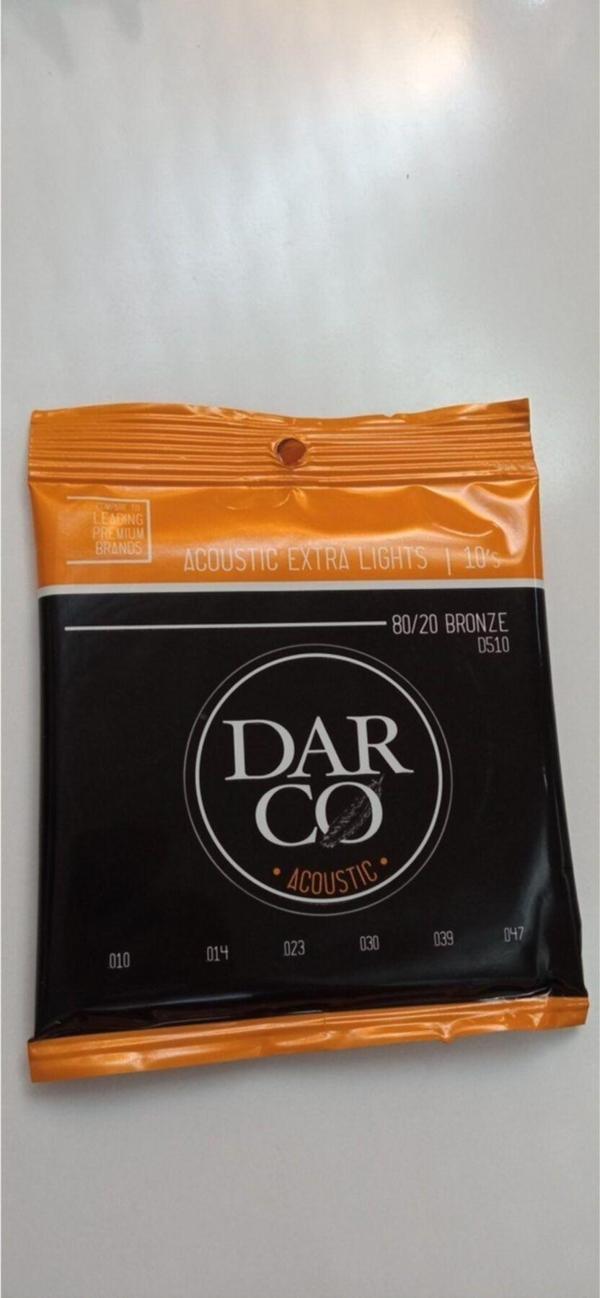 COMPARE TO
LEADING
PREMIUM
BRANDS
ACOUSTIC EXTRA LIGHTS | 10's
80/20 BRONZE
D510
DAR
CO
• ACOUSTIC •
.010 .014 .023 .030 .039 .047